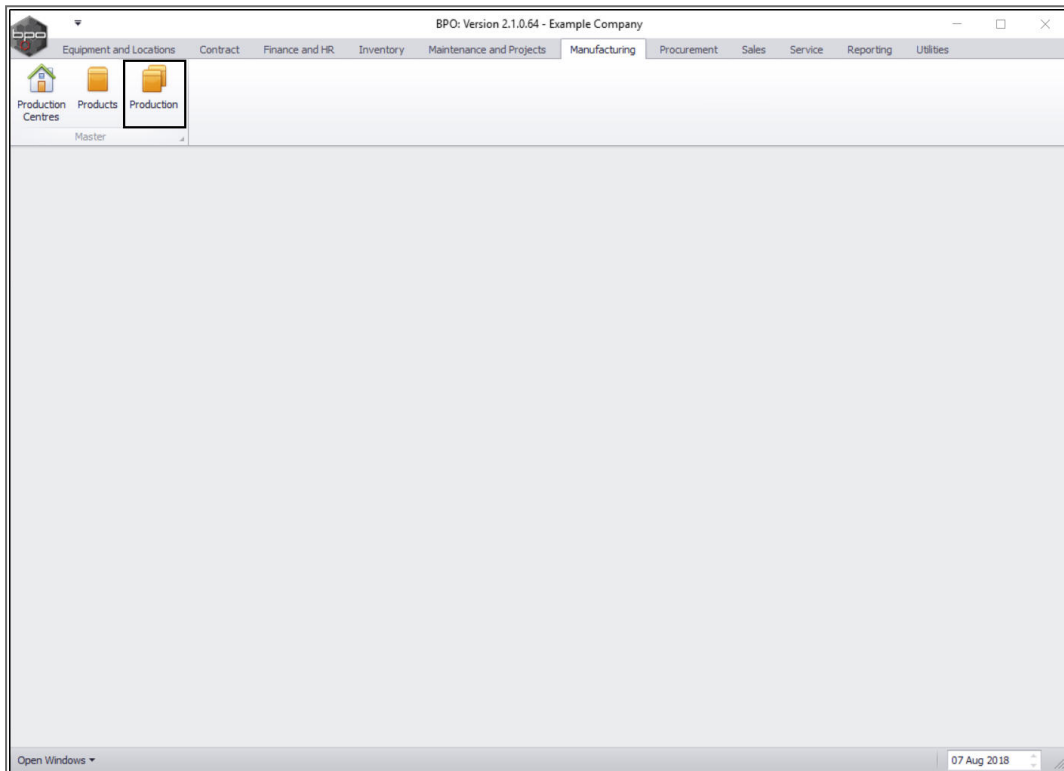 bpo
BPO: Version 2.1.0.64 - Example Company
Equipment and Locations Contract Finance and HR Inventory Maintenance and Projects Manufacturing Procurement Sales Service Reporting Utilities
Production Centres
Products
Production
Master
Open Windows
07 Aug 2018